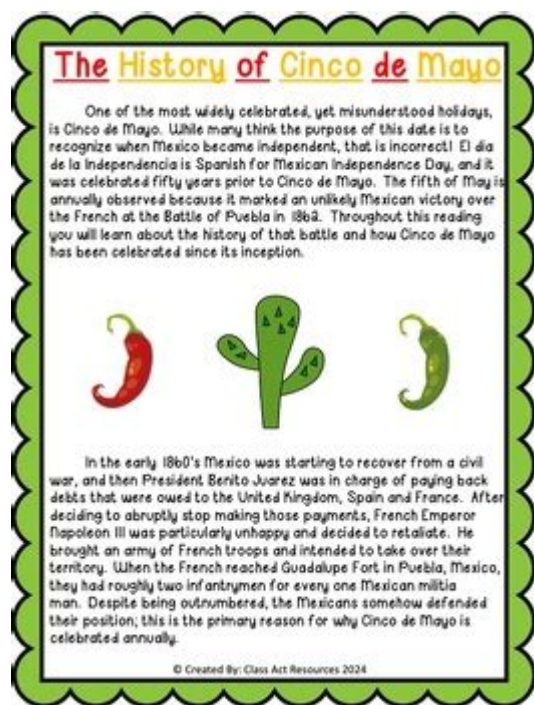 The History of Cinco de Mayo
One of the most widely celebrated, yet misunderstood holidays,
is Cinco de Mayo. While many think the purpose of this date is to
recognize when Mexico became independent, that is incorrect! El dia
de la Independencia is Spanish for Mexican Independence Day, and it
was celebrated fifty years prior to Cinco de Mayo. The fifth of May is
annually observed because it marked an unlikely Mexican victory over
the French at the Battle of Puebla in 1862. Throughout this reading
you will learn about the history of that battle and how Cinco de Mayo
has been celebrated since its inception.
In the early 1860's Mexico was starting to recover from a civil
war, and then President Benito Juarez was in charge of paying back
debts that were owed to the United Kingdom, Spain and France. After
deciding to abruptly stop making those payments, French Emperor
Napoleon III was particularly unhappy and decided to retaliate. He
brought an army of French troops and intended to take over their
territory. When the French reached Guadalupe Fort in Puebla, Mexico,
they had roughly two infantrymen for every one Mexican militia
man. Despite being outnumbered, the Mexicans somehow defended
their position; this is the primary reason for why Cinco de Mayo is
celebrated annually.
© Created By: Class Act Resources 2024